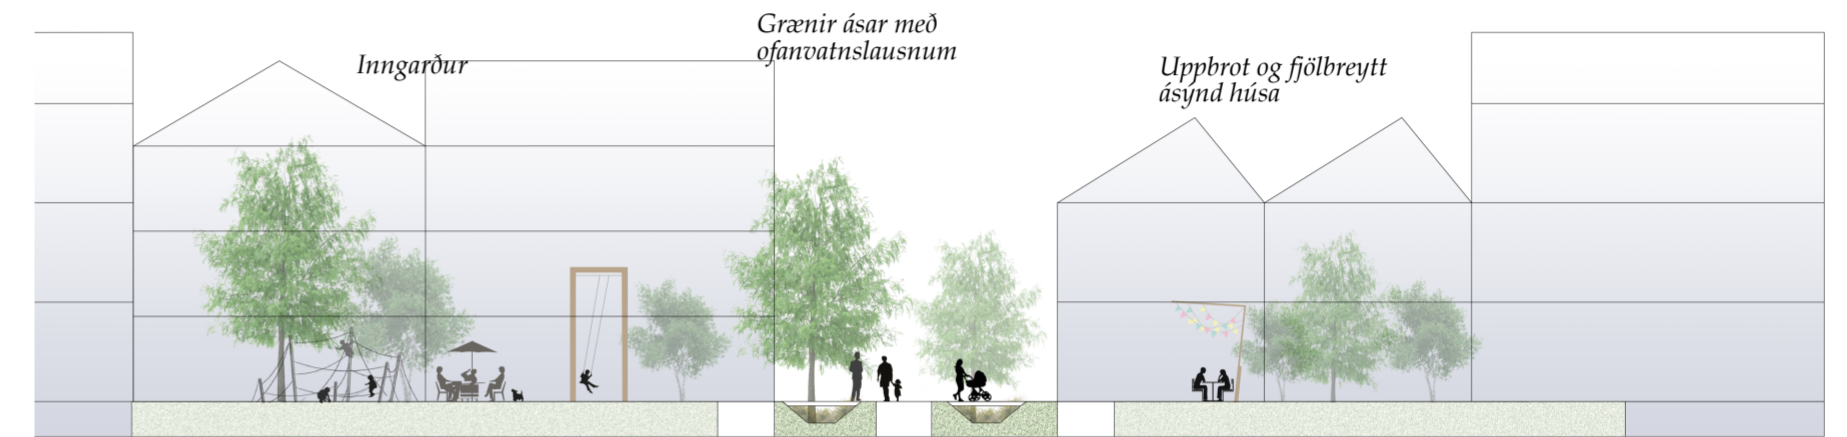 Inngarður
Grænir ásar með
ofanvatnslausnum
Uppbrot og fjölbreytt
ásýnd húsa